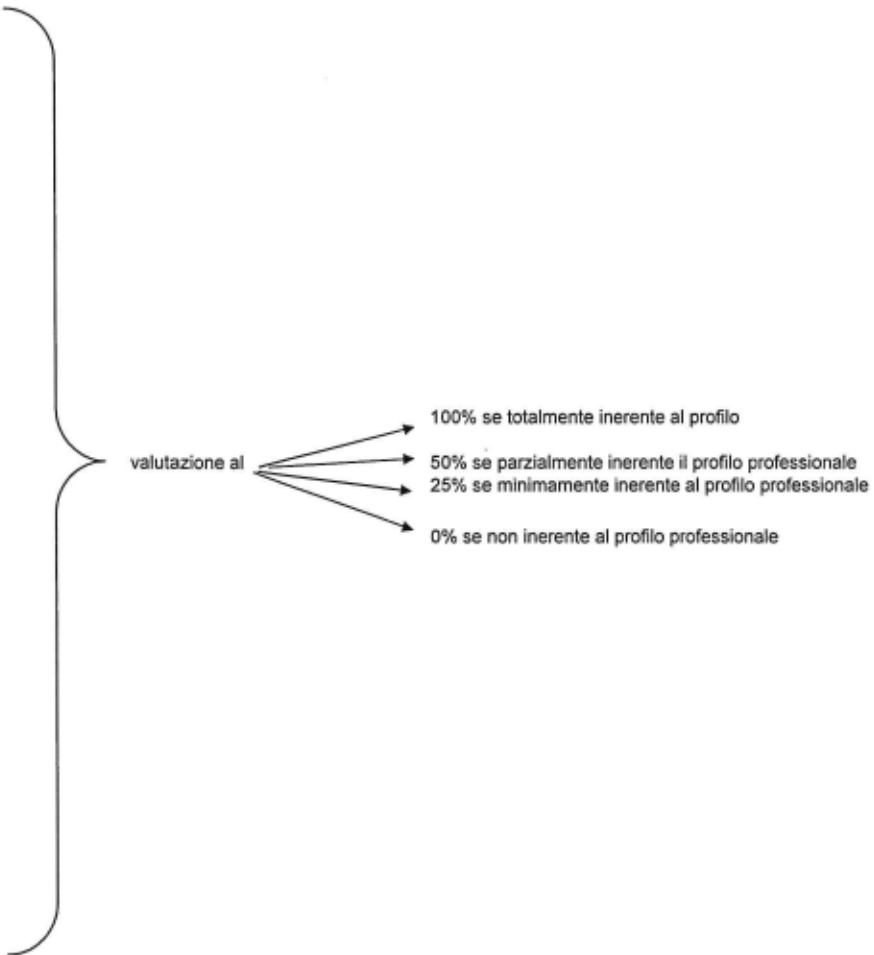 100% se totalmente inerente al profilo
valutazione al
50% se parzialmente inerente il profilo professionale
25% se minimamente inerente al profilo professionale
0% se non inerente al profilo professionale